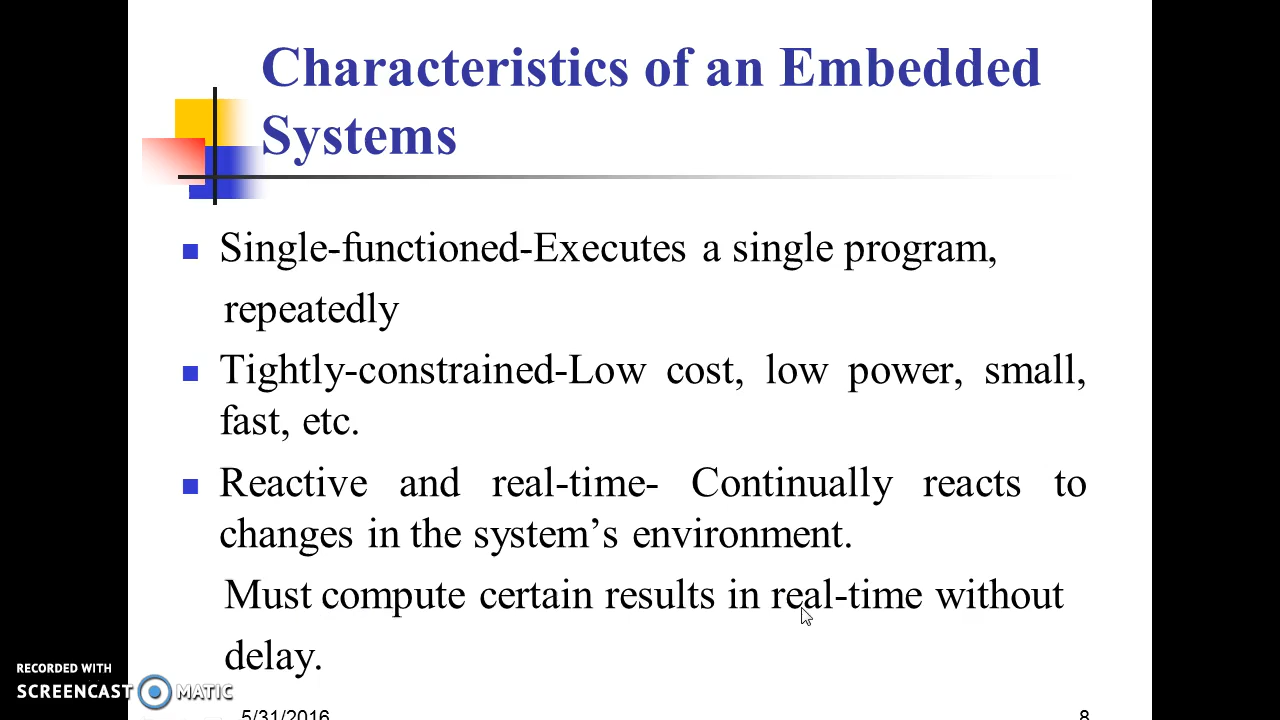 Characteristics of an Embedded
Systems
Single-functioned-Executes a single program,
repeatedly
Tightly-constrained-Low cost, low power, small,
fast, etc.
Reactive and real-time- Continually reacts to
changes in the system’s environment.
Must compute certain results in real-time without
delay.
RECORDED WITH
SCREENCAST MATIC
5/31/2016 8